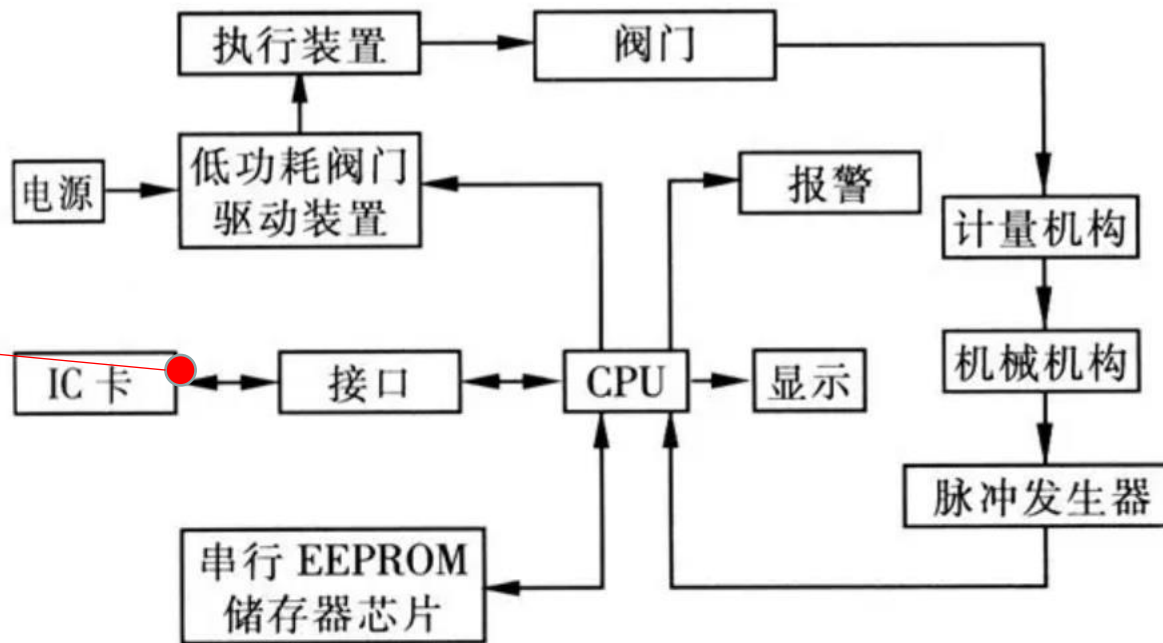 执行装置
阀门
电源
低功耗阀门
驱动装置
报警
计量机构
机械机构
IC 卡
接口
CPU
显示
脉冲发生器
串行 EEPROM
储存器芯片